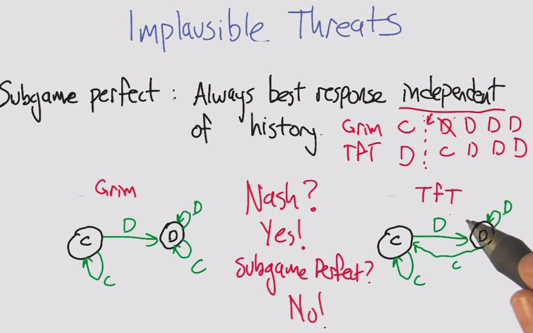 Implausible Threats
Subgame perfect : Always best response independent
of history.
Grim C D D D D
TfT D C D D D
Grim
TfT
Nash?
Yes!
Subgame Perfect?
No!
C D D D C C
C D D D C C